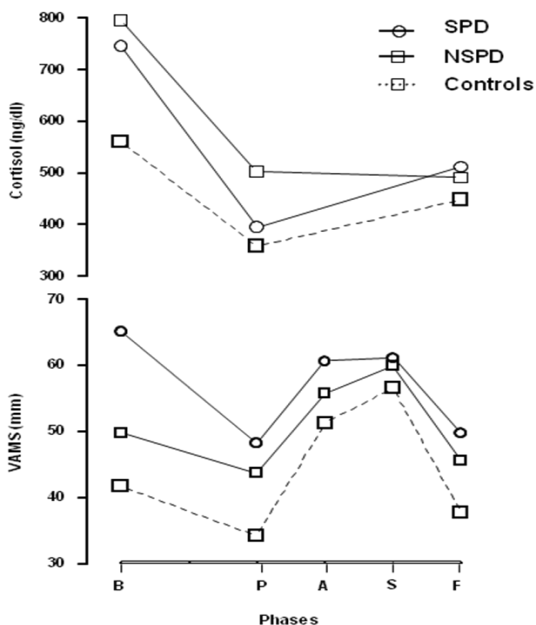 800
700
600
500
400
300
Cortisol (ng/dl)
SPD
NSPD
Controls
70
60
50
40
30
VAMS (mm)
B P A S F
Phases